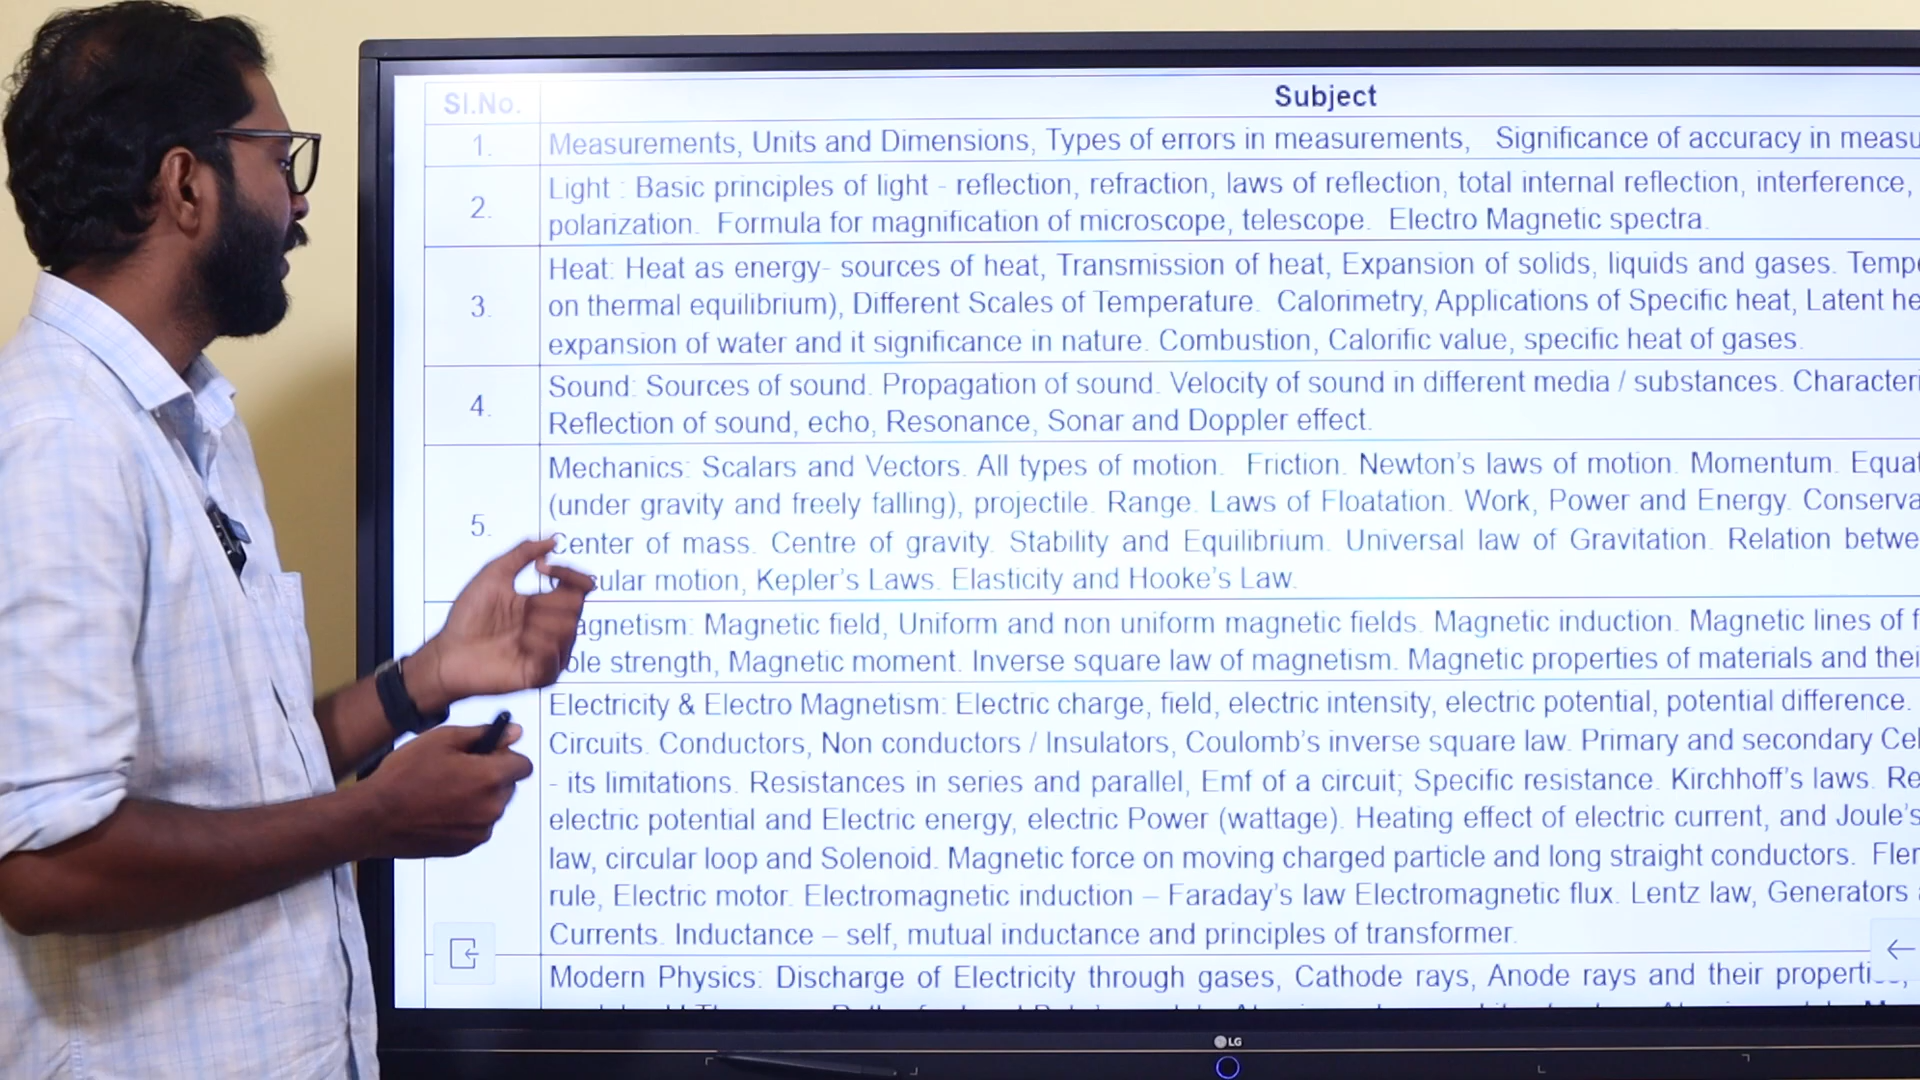 Sl.No. Subject
1. Measurements, Units and Dimensions, Types of errors in measurements, Significance of accuracy in
2. Light : Basic principles of light - reflection, refraction, laws of reflection, total internal reflection, interference,
polarization. Formula for magnification of microscope, telescope. Electro Magnetic spectra.
3. Heat: Heat as energy- sources of heat, Transmission of heat, Expansion of solids, liquids and gases.
on thermal equilibrium), Different Scales of Temperature. Calorimetry, Applications of Specific heat, Latent
expansion of water and it significance in nature. Combustion, Calorific value, specific heat of gases.
4. Sound: Sources of sound. Propagation of sound. Velocity of sound in different media / substances.
Reflection of sound, echo, Resonance, Sonar and Doppler effect.
5. Mechanics: Scalars and Vectors. All types of motion. Friction. Newton's laws of motion. Momentum.
(under gravity and freely falling), projectile. Range. Laws of Floatation. Work, Power and Energy.
Center of mass. Centre of gravity. Stability and Equilibrium. Universal law of Gravitation. Relation
motion, Kepler's Laws. Elasticity and Hooke's Law.
Magnetic field, Uniform and non uniform magnetic fields. Magnetic induction. Magnetic lines of
strength, Magnetic moment. Inverse square law of magnetism. Magnetic properties of materials and
Electricity & Electro Magnetism: Electric charge, field, electric intensity, electric potential, potential difference.
Circuits. Conductors, Non conductors / Insulators, Coulomb's inverse square law. Primary and secondary
- its limitations. Resistances in series and parallel, Emf of a circuit; Specific resistance. Kirchhoff's laws.
electric potential and Electric energy, electric Power (wattage). Heating effect of electric current, and Joule's
law, circular loop and Solenoid. Magnetic force on moving charged particle and long straight conductors.
rule, Electric motor. Electromagnetic induction – Faraday's law Electromagnetic flux. Lentz law, Generators
Currents. Inductance – self, mutual inductance and principles of transformer.
Modern Physics: Discharge of Electricity through gases, Cathode rays, Anode rays and their
LG